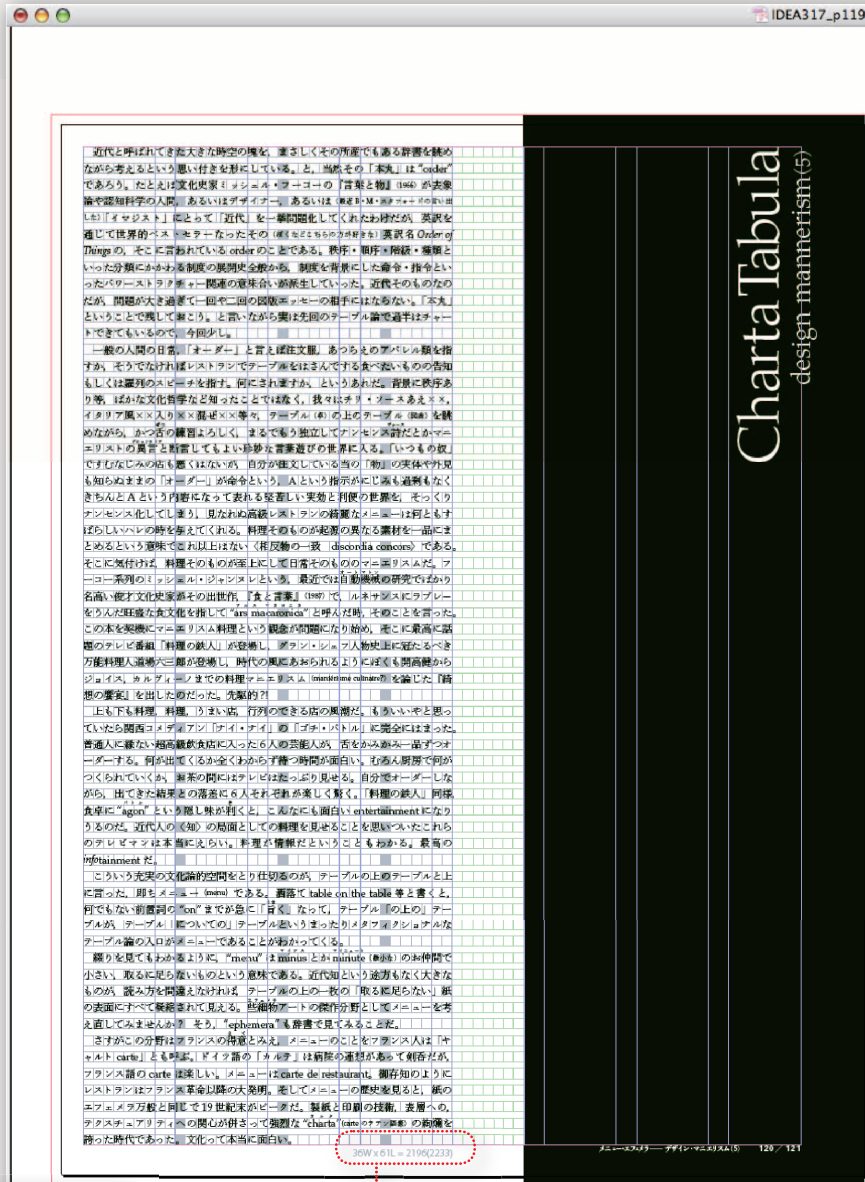 IDEA317_p119
近代と呼ばれてきた大きな時空の塊を、まさしくその所産でもある辞書を眺め
ながら考えるという思い付きを形にしている。と、当然その「本丸」は“order”
であろう。たとえば文化史家ミッシェル・フーコーの『言葉と物』(1966) が表象
論や認知科学の人間、あるいはデザイナー、あるいは
した)「イマジスト」にとって「近代」を一挙問題化してくれたわけだが、英訳を
通じて世界的ベストセラーなったその (ぼくなどこちらの方が好きな) 英訳名 Order of
Things の、そこに言われている order のことである。秩序・順序・階級・種類と
いった分類にかかわる制度の展開史全般から、制度を背景にした命令・指令とい
ったパワーストラクチャー関連の意味合いが派生していった。近代そのものなの
だが、問題が大き過ぎて一回や二回の図版エッセーの相手にはならない。「本丸」
ということで残しておこう。と言いながら実は先回のテーブル論で過半はチャー
トできてもいるので、今回少し。
一般の人間の日常、「オーダー」と言えば注文服、あつらえのアパレル類を指
すか、そうでなければレストランでテーブルをはさんでする食べたいものの告知
もしくは羅列のスピーチを指す。何にされますか、というあれだ。背景に秩序あ
り等、ばかな文化哲学など知ったことではなく、我々はチリ・ソースあえ××、
イタリア風××入り××混ぜ××等々、テーブル (卓) の上のテーブル (図表) を眺
めながら、かつ舌の練習よろしく、まるでもう独立してナンセンス詩だとかマニ
エリストの異言と断言してもよい珍妙な言葉遊びの世界に入る。「いつもの奴」
ですむなじみの店も悪くはないが、自分が注文している当の「物」の実体や外見
も知らぬままの「オーダー」が命令という、Aという指示がにじみも過剰もなく
きちんとAという内容になって表れる堅苦しい実効と利便の世界を、そっくり
ナンセンス化してしまう、見なれぬ高級レストランの綺麗なメニューは何ともす
ばらしいハレの時を与えてくれる。料理そのものが起源の異なる素材を一品にま
とめるという意味でこれ以上はない〈相反物の一致 discordia concors〉である。
そこに気付けば、料理そのものが至上にして日常そのもののマニエリスムだ。フ
ーコー系列のミッシェル・ジャンヌレという、最近では自動機械の研究でばかり
名高い俊才文化史家がその出世作、『食と言葉』(1987) で、ルネサンスにラブレー
をうんだ旺盛な食文化を指して“ars macaronica”と呼んだ時、そのことを言った。
この本を契機にマニエリスム料理という観念が問題になり始め、そこに最高に話
題のテレビ番組「料理の鉄人」が登場し、グラン・シェフ人物史上に冠たるべき
万能料理人道場六三郎が登場し、時代の風にあおられるようにぼくも開高健から
ジョイス、カルヴィーノまでの料理マニエリスム (maniérisme culinaire?) を論じた『綺
想の饗宴』を出したのだった。先駆的?!
上も下も料理、料理、うまい店、行列のできる店の風潮だ。もういいやと思っ
ていたら関西コメディアン「ナイ・ナイ」の「ゴチ・バトル」に完全にはまった。
普通人に縁ない超高級飲食店に入った6人の芸能人が、舌をかみかみ一品ずつオ
ーダーする。何が出てくるか全くわからず待つ時間が面白い。むろん厨房で何が
つくられていくか、お茶の間にはテレビはたっぷり見せる。自分でオーダーしな
がら、出てきた結果との落差に6人それぞれが楽しく驚く。「料理の鉄人」同様、
食卓に“agon”という隠し味が利くと、こんなにも面白い entertainment になり
うるのだ。近代人の〈知〉の局面としての料理を見せることを思いついたこれら
のテレビマンは本当にえらい。料理が情報だということもわかる。最高の
infotainment だ。
こういう充実の文化論的空間をとり仕切るのが、テーブルの上のテーブルと上
に言った、即ちメニュー (menu) である。洒落て table on the table 等と書くと、
何でもない前置詞の“on”までが急に「旨く」なって、テーブル「の上の」テー
ブルが、テーブル「についての」テーブルというまったりメタフィクショナルな
テーブル論の入口がメニューであることがわかってくる。
綴りを見てもわかるように、“menu”は minus とか minute (微小な) のお仲間で
小さい、取るに足らないものという意味である。近代知という途方もなく大きな
ものが、読み方を間違えなければ、テーブルの上の一枚の「取るに足らない」紙
の表面にすべて凝縮されて見える。些細物アートの傑作分野としてメニューを考
え直してみませんか? そう、“ephemera”も辞書で見てみることだ。
さすがこの分野はフランスの得意とみえ、メニューのことをフランス人は「キ
ャルト carte」とも呼ぶ。ドイツ語の「カルテ」は病院の連想があって剣呑だが、
フランス語の carte は楽しい。メニューは carte de restaurant. 御存知のように
レストランはフランス革命以降の大発明。そしてメニューの歴史を見ると、紙の
エフェメラ万般と同じで19世紀末がピークだ。製紙と印刷の技術、表層への、
テクスチュアリティへの関心が併さって強烈な“charta” (carte のラテン語源) の絢爛を
誇った時代であった。文化って本当に面白い。
36W x 61L = 2196(2233)
Charta Tabula
design mannerism(5)
メニュー・エフェメラ── デザイン・マニエリスム(5) 120 / 121